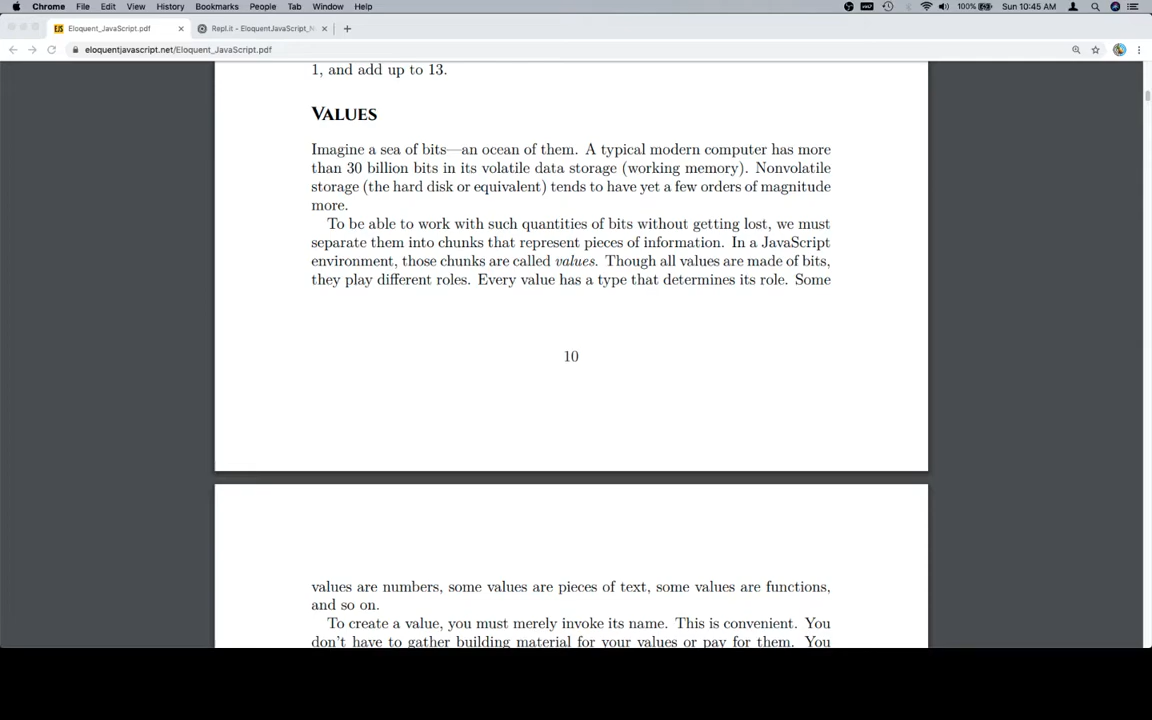 Chrome File Edit View History Bookmarks People Tab Window Help 100% Sun 10:45 AM
Eloquent_JavaScript.pdf Repl.it - EloquentJavaScript_N
eloquentjavascript.net/Eloquent_JavaScript.pdf
1, and add up to 13.
VALUES
Imagine a sea of bits—an ocean of them. A typical modern computer has more
than 30 billion bits in its volatile data storage (working memory). Nonvolatile
storage (the hard disk or equivalent) tends to have yet a few orders of magnitude
more.
To be able to work with such quantities of bits without getting lost, we must
separate them into chunks that represent pieces of information. In a JavaScript
environment, those chunks are called values. Though all values are made of bits,
they play different roles. Every value has a type that determines its role. Some
10
values are numbers, some values are pieces of text, some values are functions,
and so on.
To create a value, you must merely invoke its name. This is convenient. You
don't have to gather building material for your values or pay for them. You